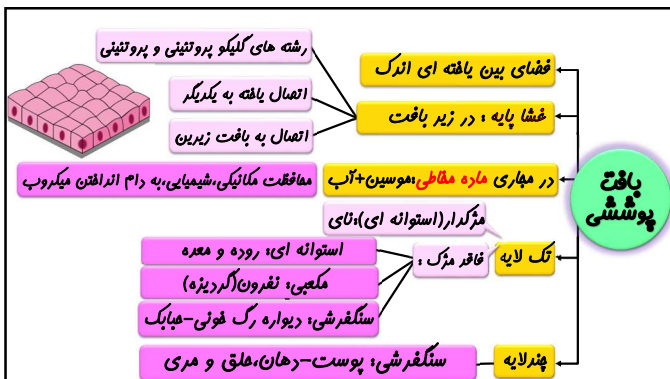 بافت پوششی
فضای بین یافته ای اندک
غشا پایه : در زیر بافت
رشته های گلیکو پروتئینی و پروتئینی
اتصال یافته به یکدیگر
اتصال به بافت زیرین
در مجاری ماده مخاطی:موسین+آب
محافظت مکانیکی،شیمیایی،به دام انداختن میکروب
تک لایه
مژکدار(استوانه ای):نای
فاقد مژک :
استوانه ای: روده و معده
مکعبی: نفرون(گردیزه)
سنگفرشی: دیواره رگ خونی-حبابک
چندلایه
سنگفرشی: پوست-دهان،حلق و مری